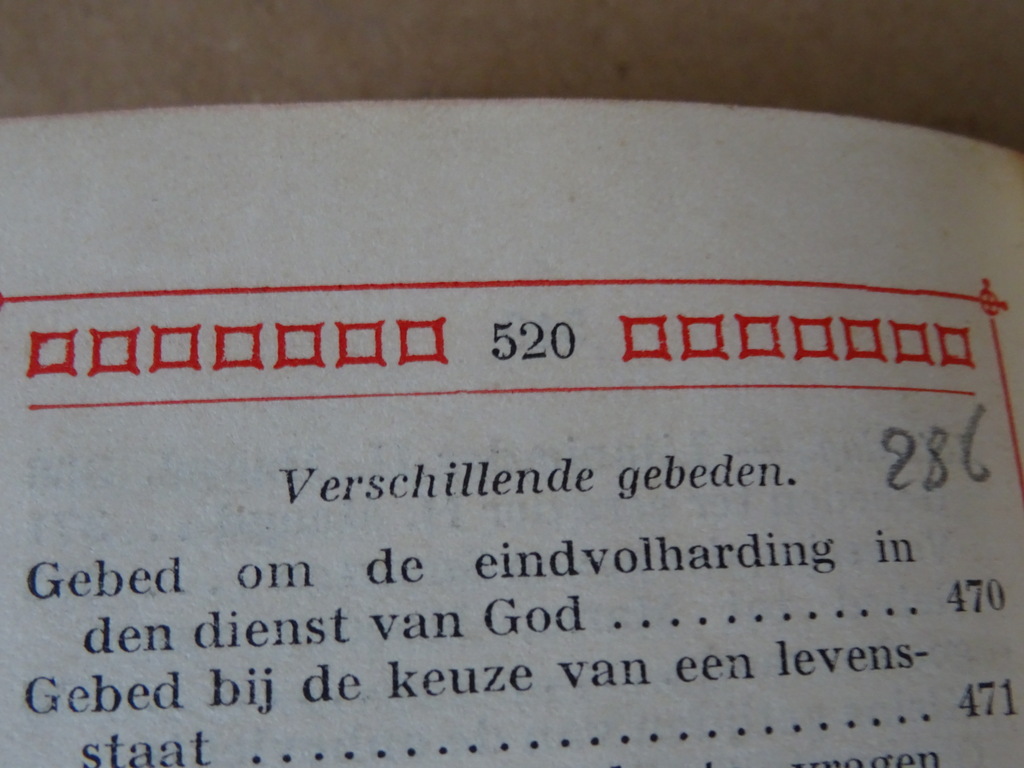 520
286
Verschillende gebeden.
Gebed om de eindvolharding in
den dienst van God ............ 470
Gebed bij de keuze van een levens-
staat ........................ 471
vragen